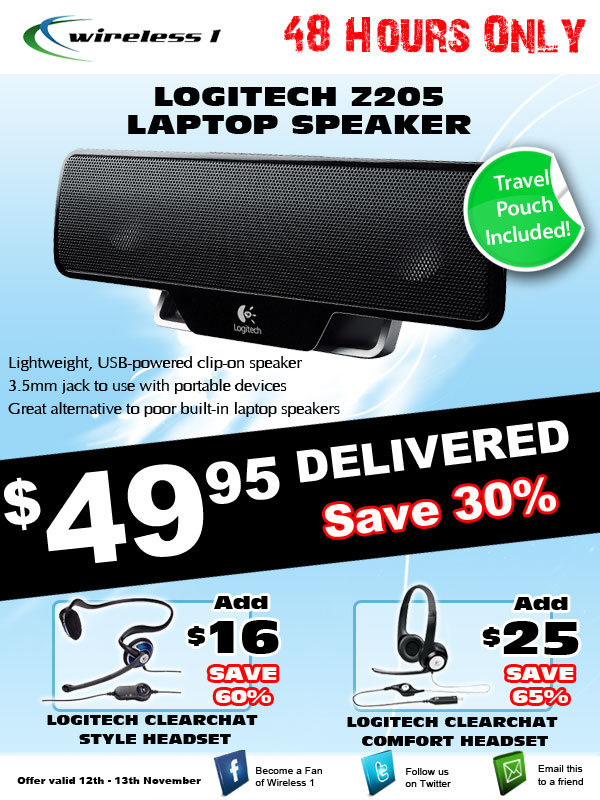 wireless 1
48 HOURS ONLY
LOGITECH Z205
LAPTOP SPEAKER
Travel
Pouch
Included!
Logitech
Lightweight, USB-powered clip-on speaker
3.5mm jack to use with portable devices
Great alternative to poor built-in laptop speakers
$49.95 DELIVERED
Save 30%
Add
$16
SAVE
60%
LOGITECH CLEARCHAT
STYLE HEADSET
Add
$25
SAVE
65%
LOGITECH CLEARCHAT
COMFORT HEADSET
Offer valid 12th - 13th November
Become a Fan
of Wireless 1
Follow us
on Twitter
Email this
to a friend